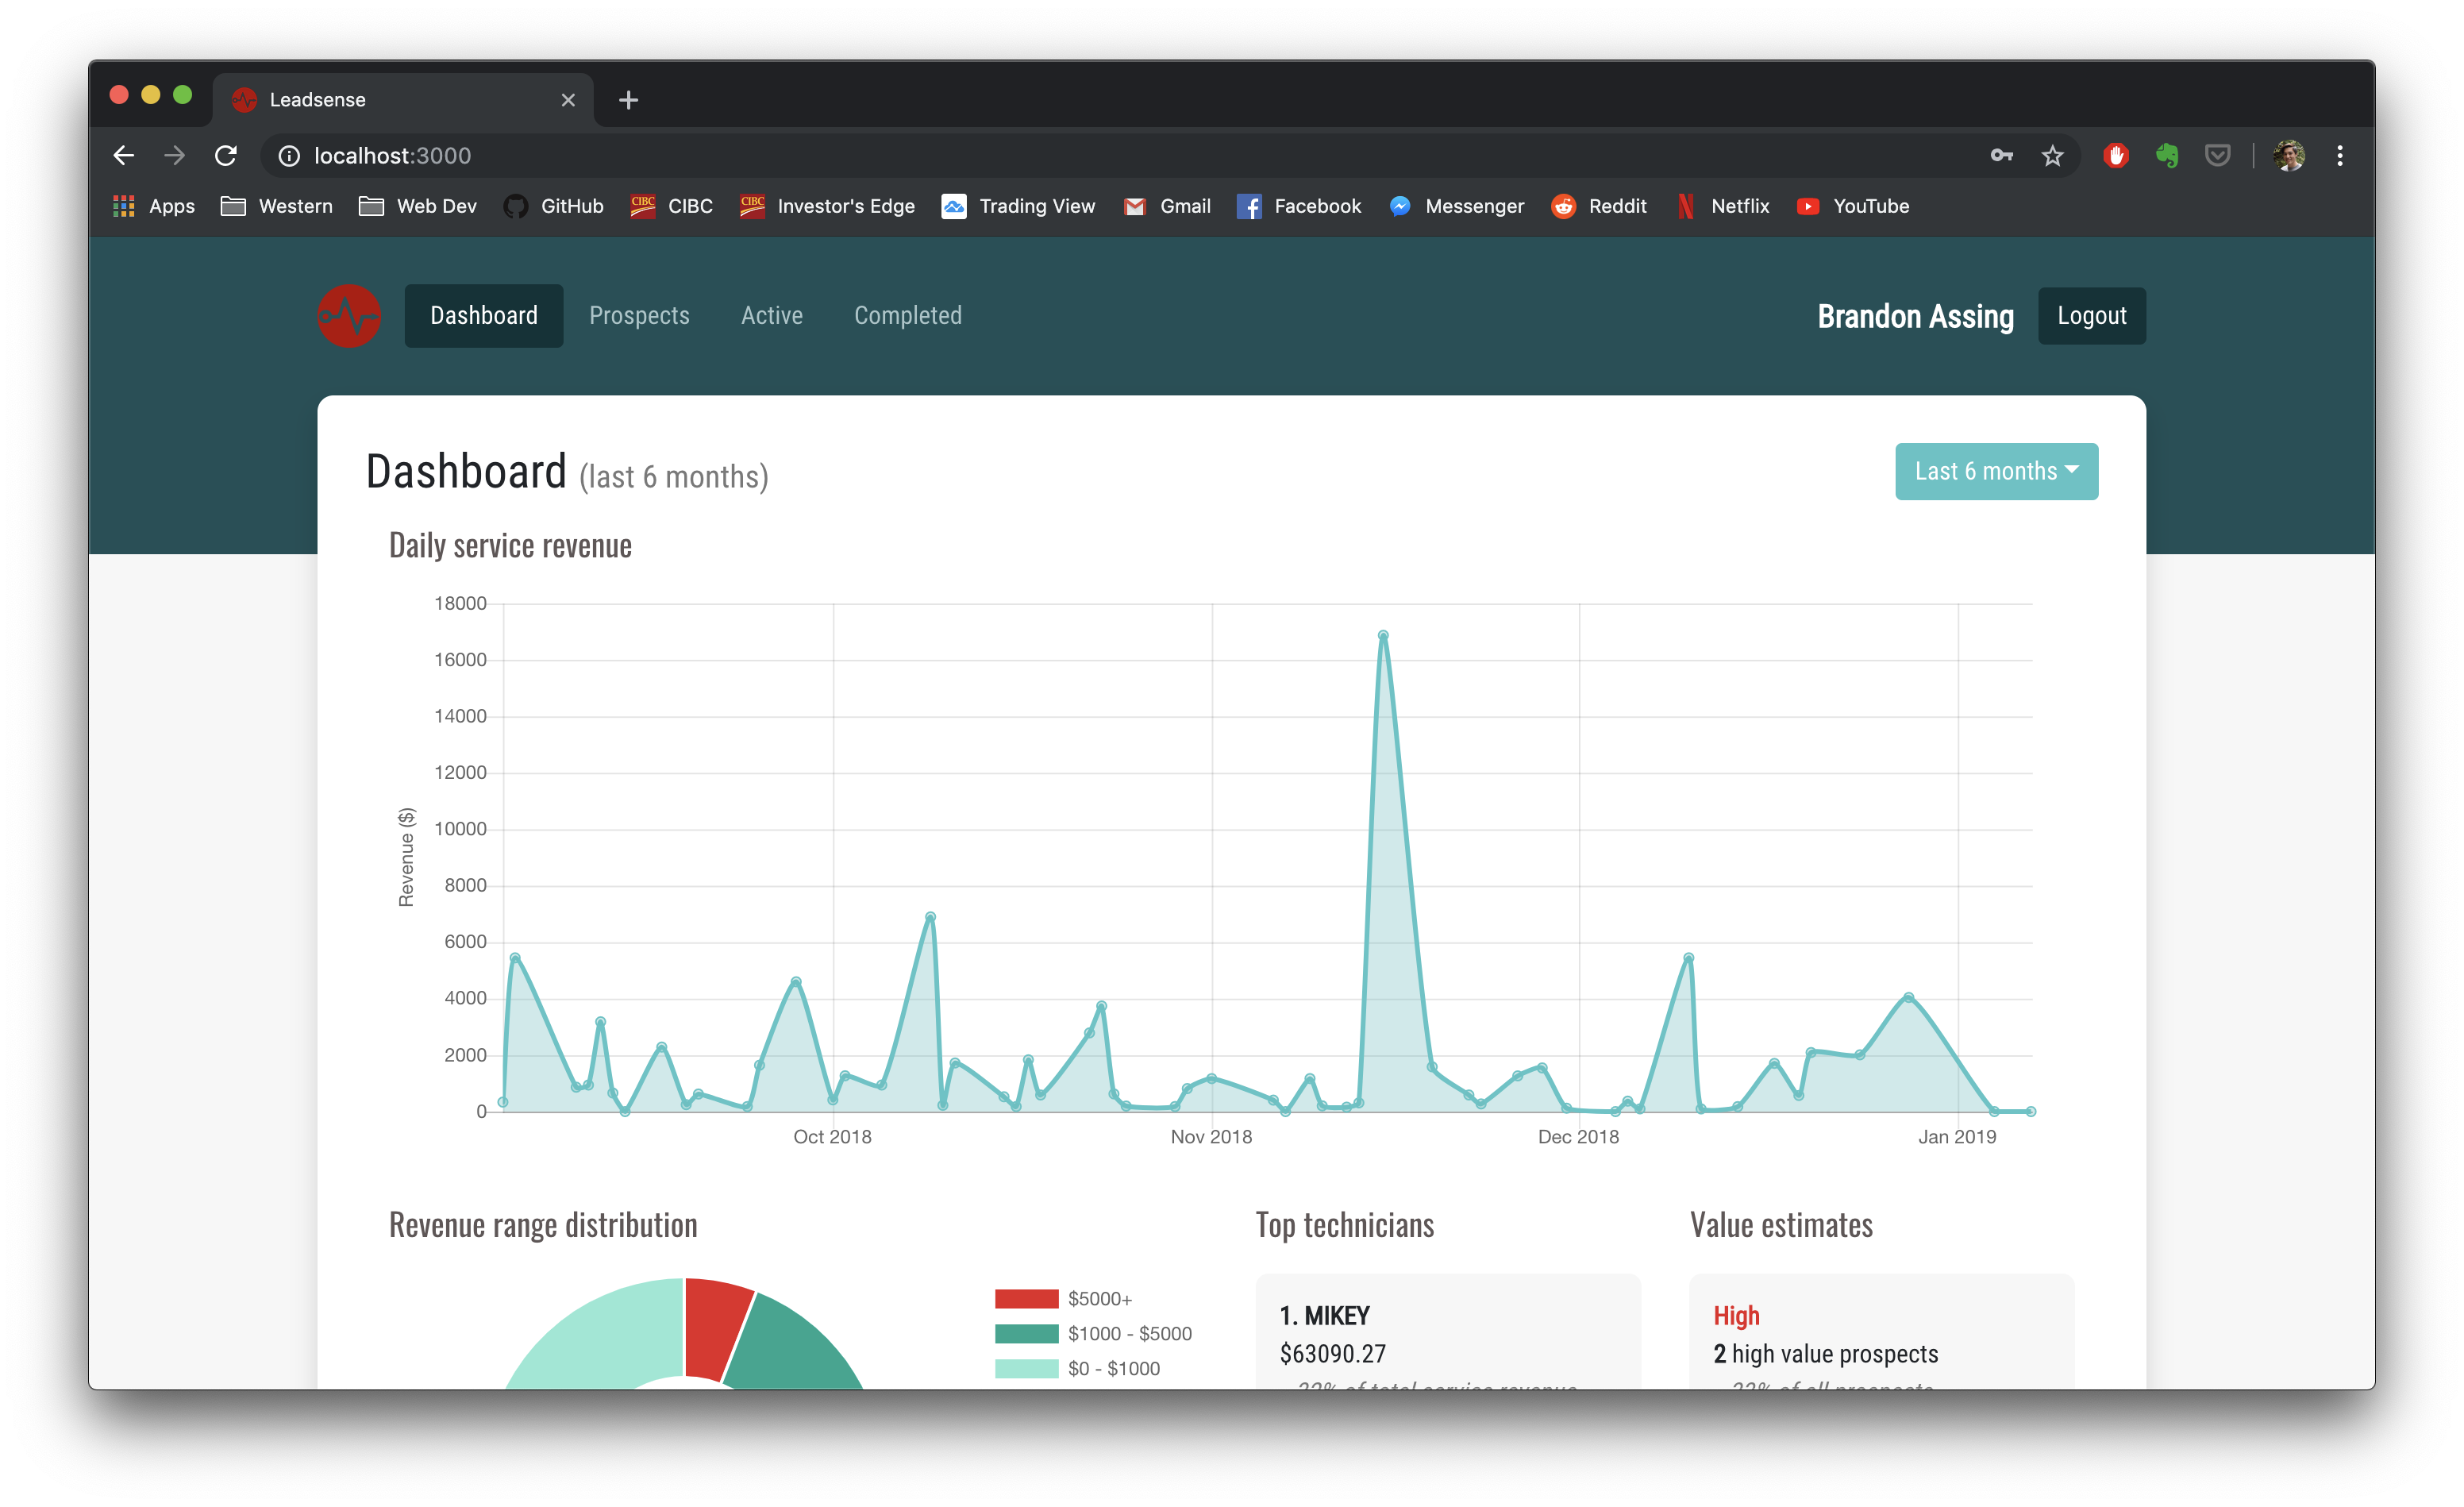 Leadsense
localhost:3000
Apps Western Web Dev GitHub CIBC CIBC CIBC Investor's Edge Trading View Gmail Facebook Messenger Reddit Netflix YouTube
Dashboard Prospects Active Completed Brandon Assing Logout
Dashboard (last 6 months) Last 6 months
Daily service revenue
18000
16000
14000
12000
10000
8000
6000
4000
2000
0
Revenue ($)
Oct 2018 Nov 2018 Dec 2018 Jan 2019
Revenue range distribution
$5000+
$1000 - $5000
$0 - $1000
Top technicians
1. MIKEY
$63090.27
Value estimates
High
2 high value prospects